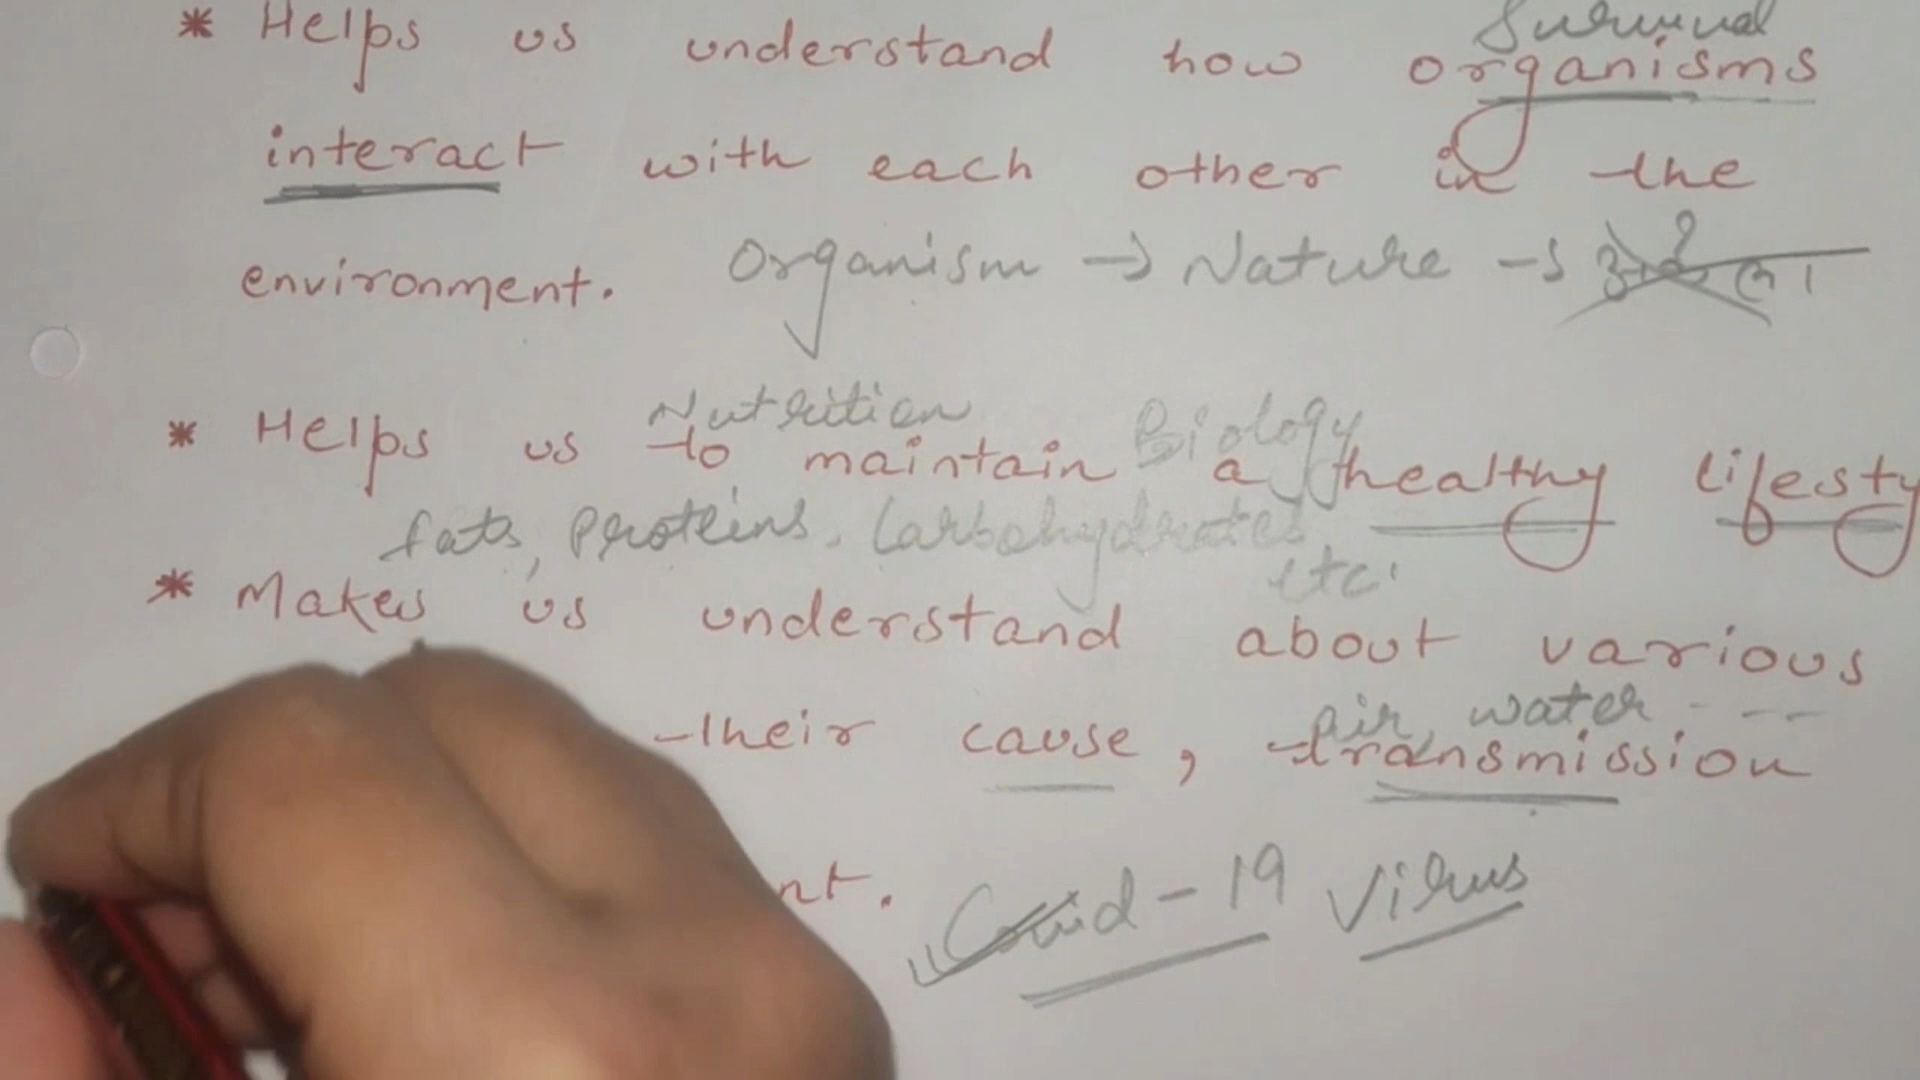 Survival
* Helps us understand how organisms
interact with each other in the
environment. Organism → Nature →
Nutrition Biology
* Helps us to maintain a healthy lifesty
fats, Proteins, Carbohydrates
etc.
* Makes us understand about various
air, water - - -
their cause, transmission
nt. Covid-19 Virus